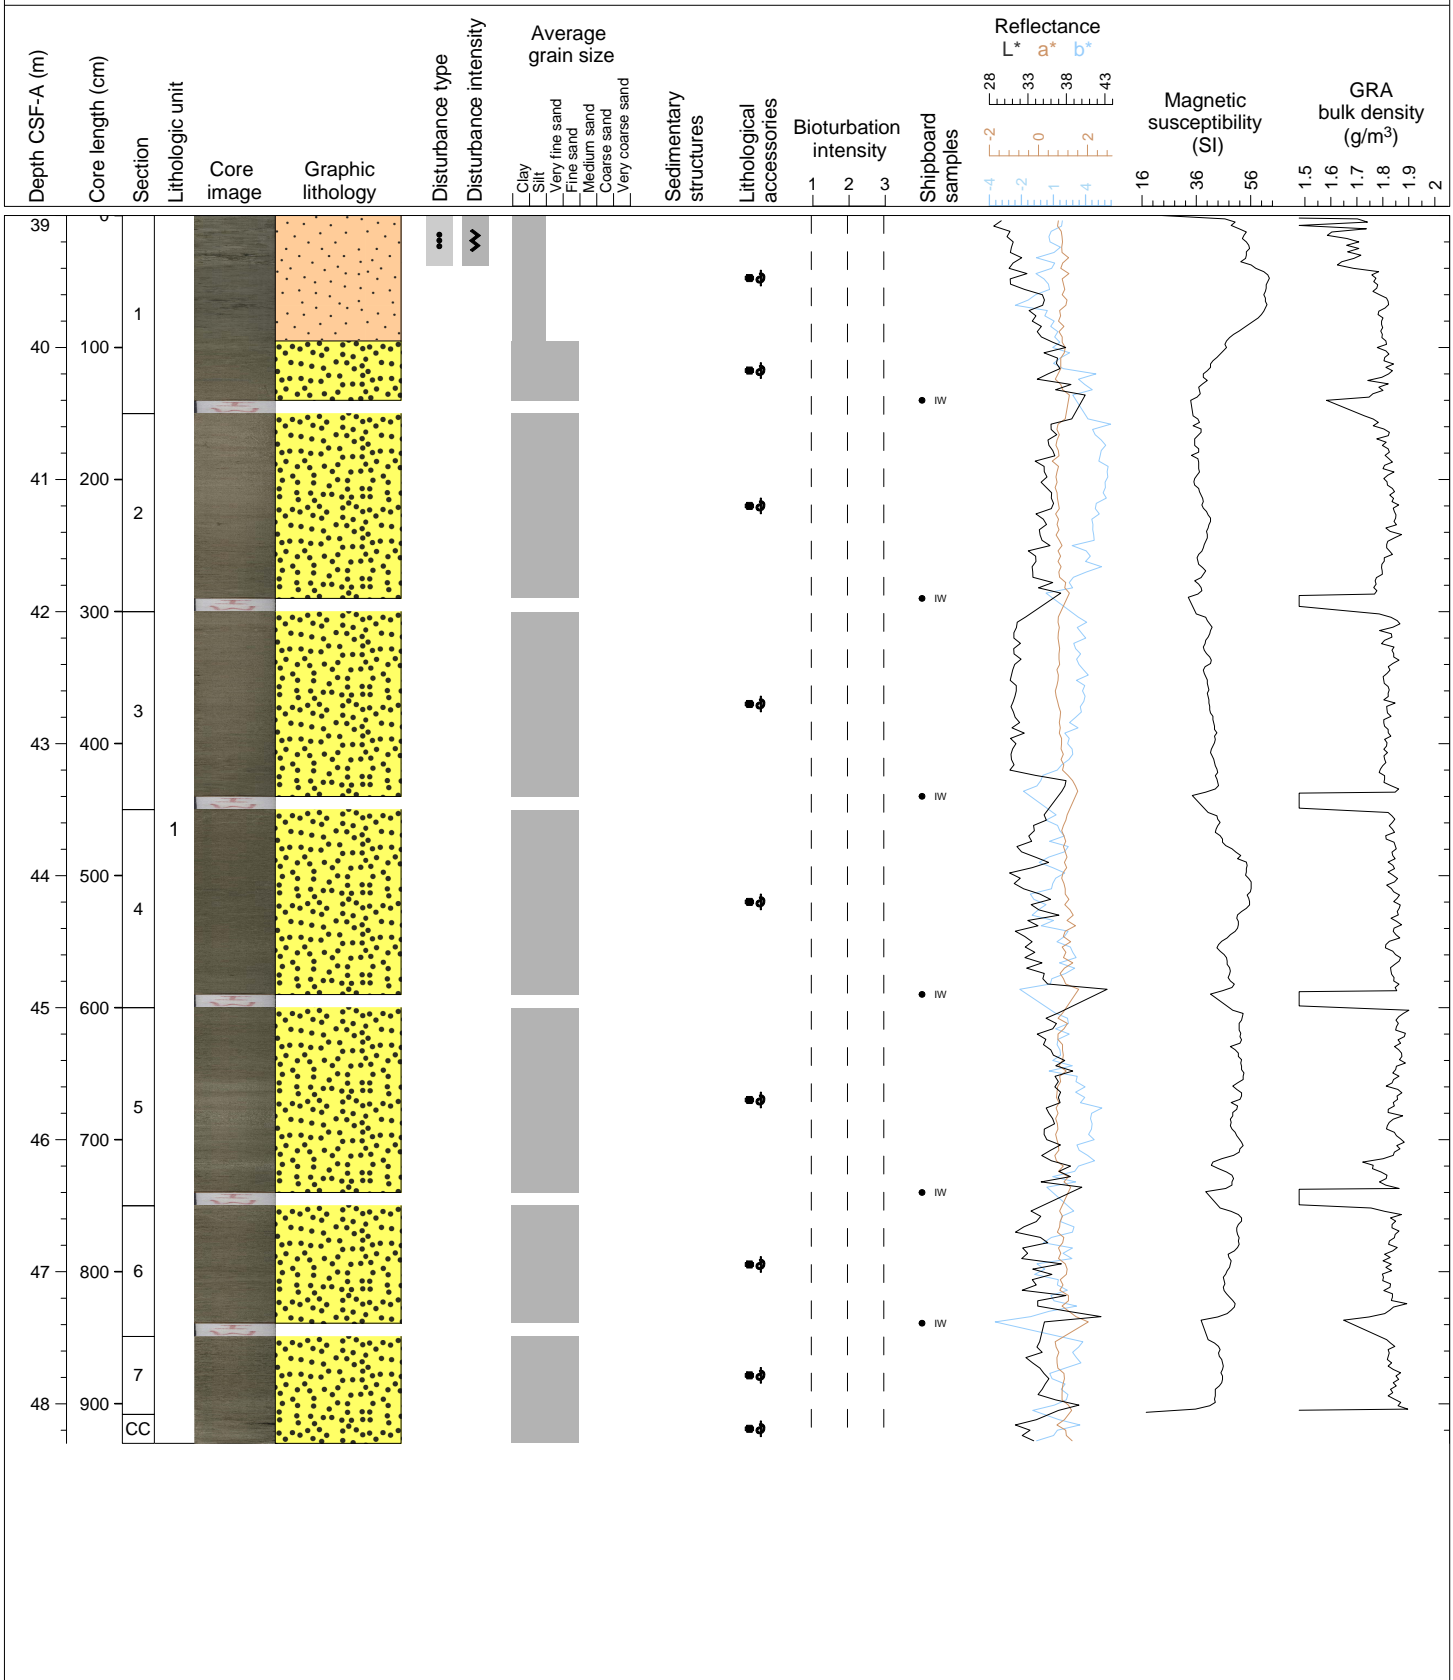 Depth CSF-A (m)
Core length (cm)
Section
Lithologic unit
Core
image
Graphic
lithology
Disturbance type
Disturbance intensity
Average
grain size
Clay
Silt
Very fine sand
Fine sand
Medium sand
Coarse sand
Very coarse sand
Sedimentary
structures
Lithological
accessories
Bioturbation
intensity
1 2 3
Shipboard
samples
Reflectance
L* a* b*
28 33 38 43
-2 0 2
-4 -2 1 4
Magnetic
susceptibility
(SI)
16 36 56
GRA
bulk density
(g/m³)
1.5 1.6 1.7 1.8 1.9 2
39 0
1
40 100
IW
41 200
2
IW
42 300
3
43 400
IW
1
44 500
4
IW
45 600
5
46 700
IW
47 800
6
IW
7
48 900
CC